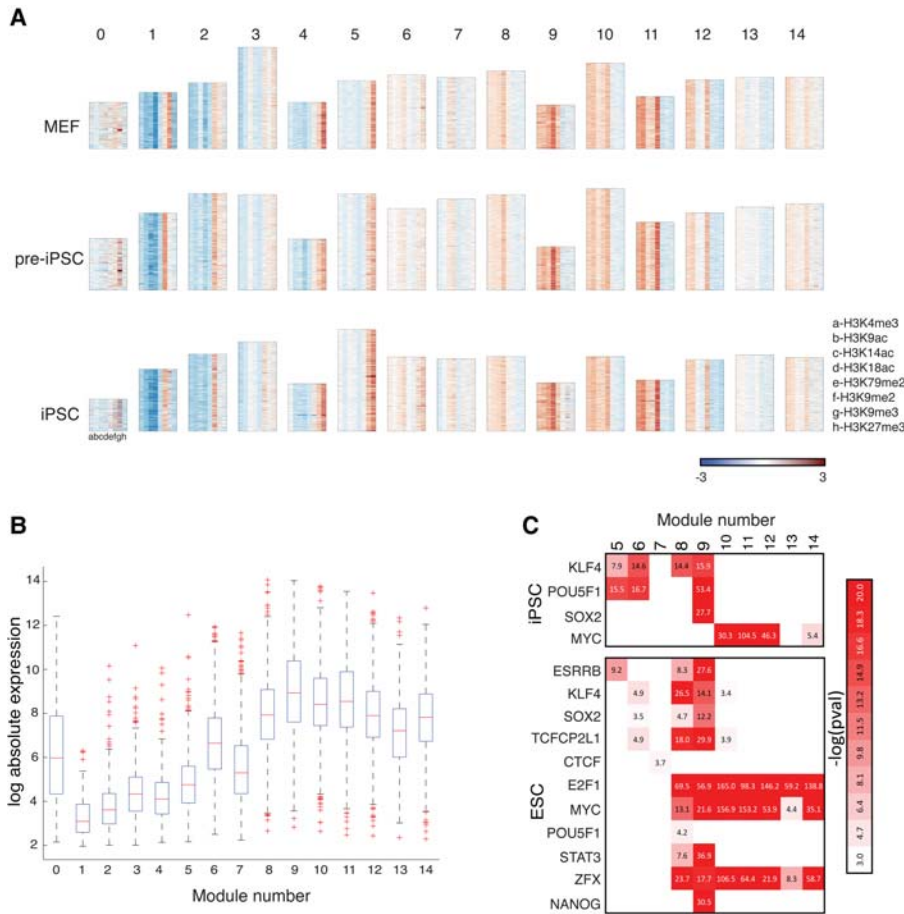 A
0 1 2 3 4 5 6 7 8 9 10 11 12 13 14
MEF
pre-iPSC
iPSC
abcdefgh
a-H3K4me3
b-H3K9ac
c-H3K14ac
d-H3K18ac
e-H3K79me2
f-H3K9me2
g-H3K9me3
h-H3K27me3
-3 3
B
log absolute expression
14
12
10
8
6
4
2
0 1 2 3 4 5 6 7 8 9 10 11 12 13 14
Module number
C
Module number
5 6 7 8 9 10 11 12 13 14
iPSC
KLF4 7.9 14.6 14.4 15.9
POU5F1 15.5 16.7 53.4
SOX2 27.7
MYC 30.3 104.5 46.3 5.4
ESC
ESRRB 9.2 8.3 27.6
KLF4 4.9 26.5 14.1 3.4
SOX2 3.5 4.7 12.2
TCFCP2L1 4.9 18.0 29.9 3.9
CTCF 3.7
E2F1 69.5 56.9 165.0 98.3 146.2 59.2 138.8
MYC 13.1 21.6 156.9 153.2 53.9 4.4 35.1
POU5F1 4.2
STAT3 7.6 36.9
ZFX 23.7 17.7 106.5 64.4 21.9 8.3 58.7
NANOG 30.5
-log(pval)
20.0
18.3
16.6
14.9
13.2
11.5
9.8
8.1
6.4
4.7
3.0